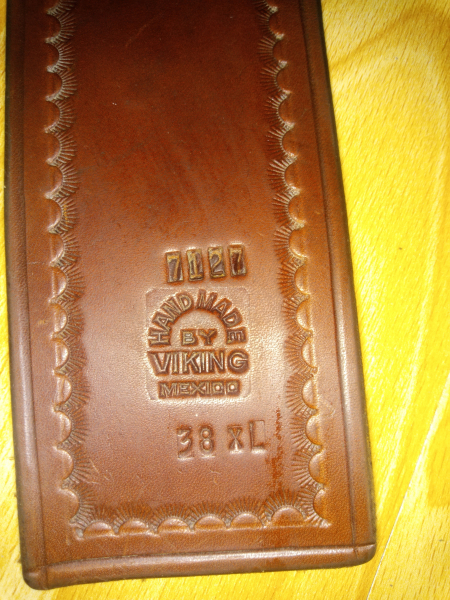 7127
HAND MADE
BY
VIKING
MEXICO
38 XL